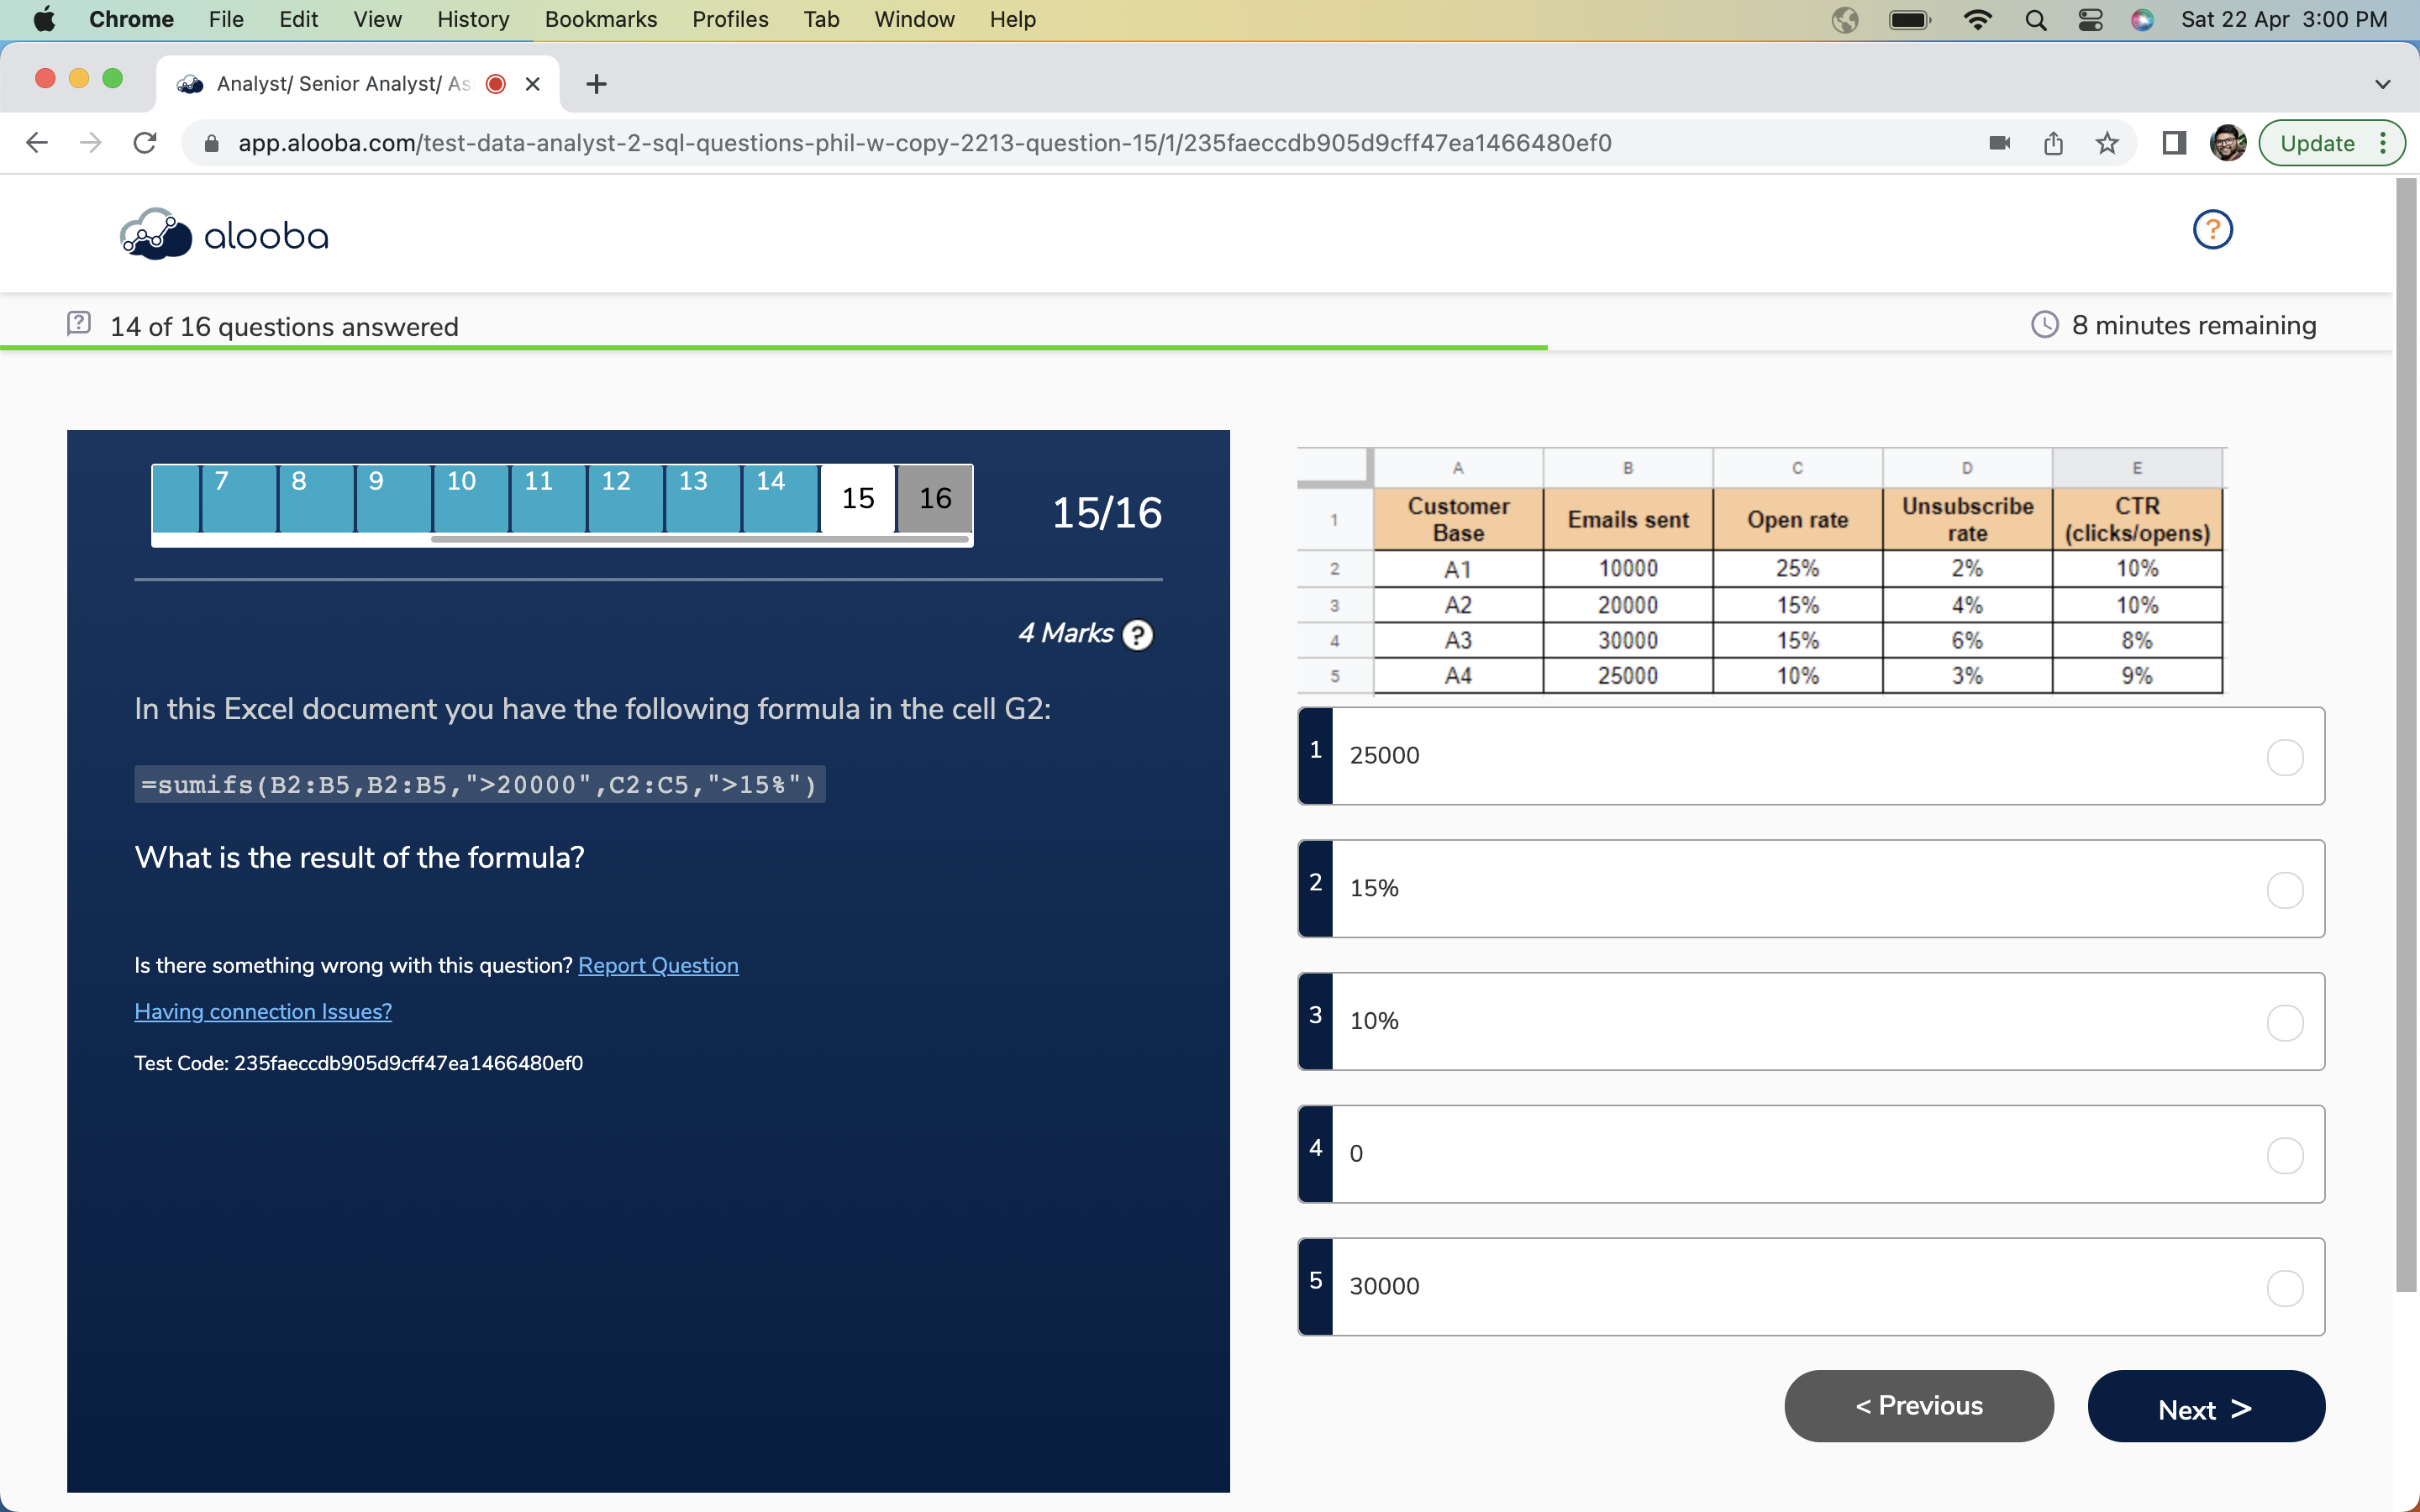 Chrome File Edit View History Bookmarks Profiles Tab Window Help Sat 22 Apr 3:00 PM
Analyst/ Senior Analyst/ As
app.alooba.com/test-data-analyst-2-sql-questions-phil-w-copy-2213-question-15/1/235faeccdb905d9cff47ea1466480ef0 Update
alooba ?
? 14 of 16 questions answered 8 minutes remaining
7 8 9 10 11 12 13 14 15 16
15/16
4 Marks ?
In this Excel document you have the following formula in the cell G2:
=sumifs(B2:B5,B2:B5,">20000",C2:C5,">15%")
What is the result of the formula?
Is there something wrong with this question? Report Question
Having connection Issues?
Test Code: 235faeccdb905d9cff47ea1466480ef0
A B C D E
1 Customer Base Emails sent Open rate Unsubscribe rate CTR (clicks/opens)
2 A1 10000 25% 2% 10%
3 A2 20000 15% 4% 10%
4 A3 30000 15% 6% 8%
5 A4 25000 10% 3% 9%
1 25000
2 15%
3 10%
4 0
5 30000
< Previous Next >